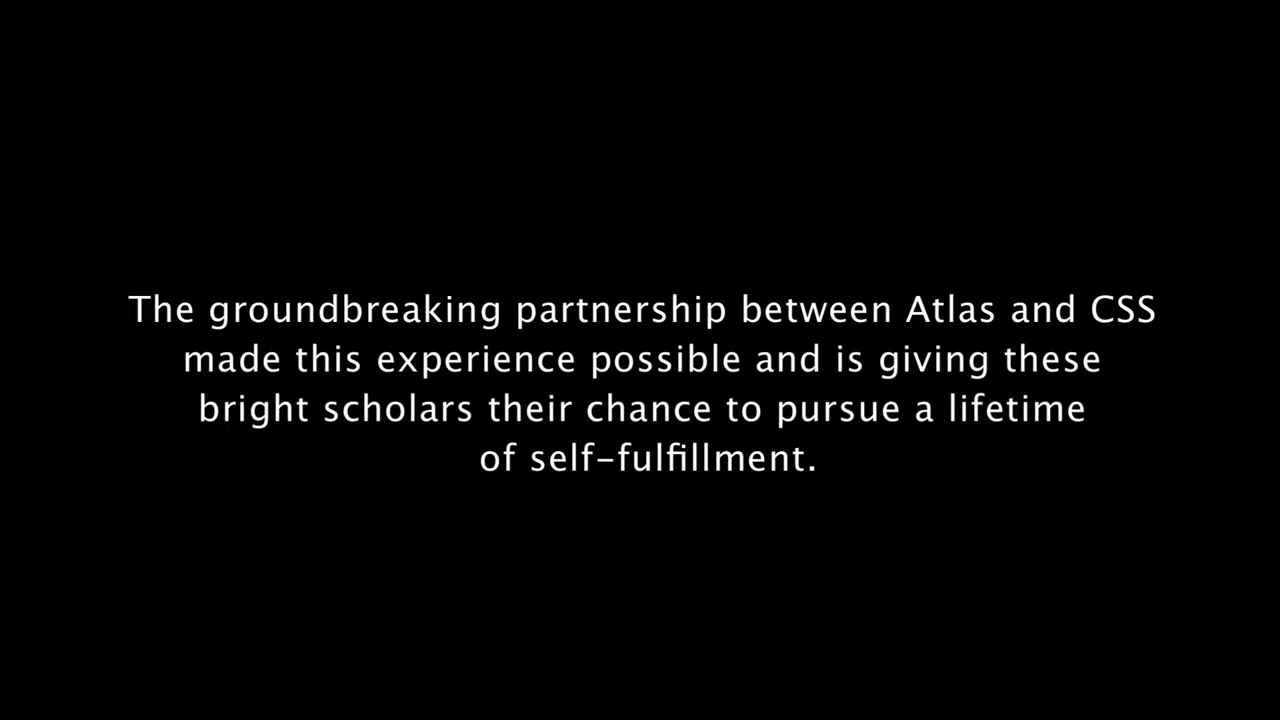 The groundbreaking partnership between Atlas and CSS
made this experience possible and is giving these
bright scholars their chance to pursue a lifetime
of self-fulfillment.